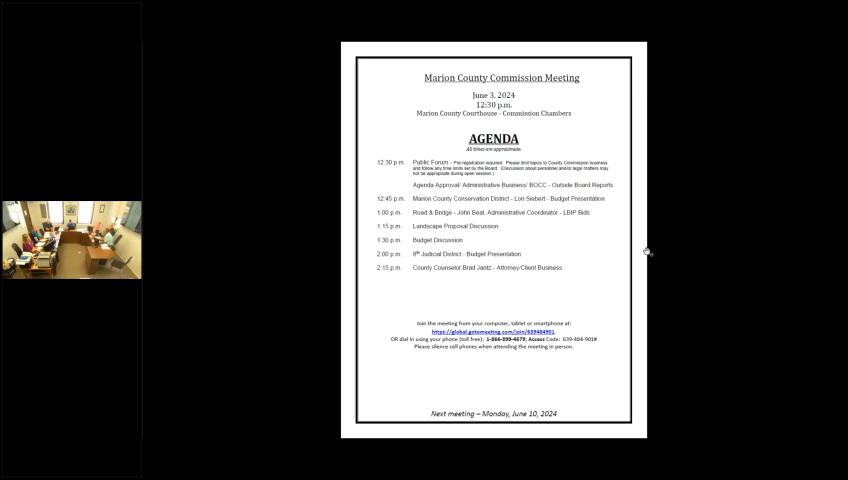 Marion County Commission Meeting
June 3, 2024
12:30 p.m.
Marion County Courthouse - Commission Chambers
AGENDA
All times are approximate
12:30 p.m. Public Forum - Pre-registration required. Please limit topics to County Commission business
and follow any time limits set by the Board. (Discussion about personnel and/or legal matters may
not be appropriate during open session.)
Agenda Approval/ Administrative Business/ BOCC - Outside Board Reports
12:45 p.m. Marion County Conservation District - Lori Siebert - Budget Presentation
1:00 p.m. Road & Bridge - John Beal, Administrative Coordinator - LBIP Bids
1:15 p.m. Landscape Proposal Discussion
1:30 p.m. Budget Discussion
2:00 p.m. 8th Judicial District - Budget Presentation
2:15 p.m. County Counselor Brad Jantz - Attorney/Client Business
Join the meeting from your computer, tablet or smartphone at:
https://global.gotomeeting.com/join/639484901.
OR dial in using your phone (toll free): 1-866-899-4679; Access Code: 639-484-901#
Please silence cell phones when attending the meeting in person.
Next meeting – Monday, June 10, 2024